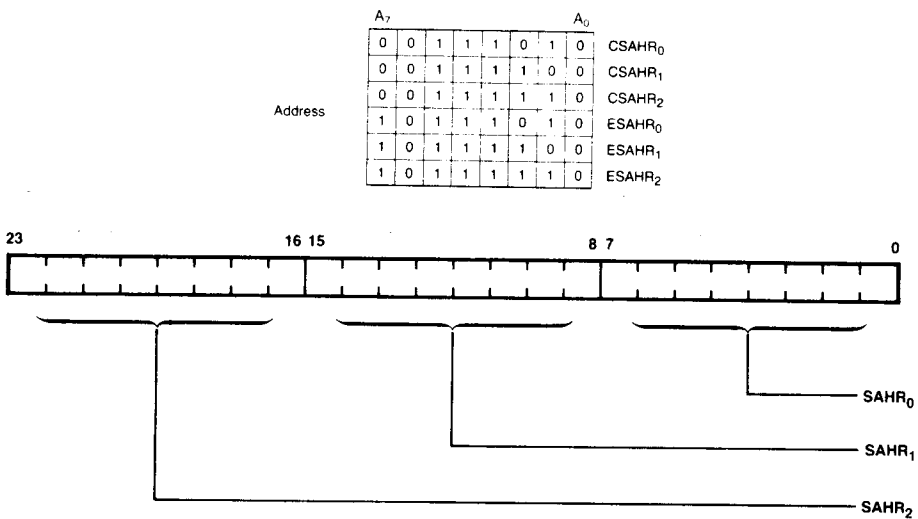 A₇ A₀
0 0 1 1 1 0 1 0 CSAHR₀
0 0 1 1 1 1 0 0 CSAHR₁
0 0 1 1 1 1 1 0 CSAHR₂
Address
1 0 1 1 1 0 1 0 ESAHR₀
1 0 1 1 1 1 0 0 ESAHR₁
1 0 1 1 1 1 1 0 ESAHR₂
23 16 15 8 7 0
SAHR₀
SAHR₁
SAHR₂